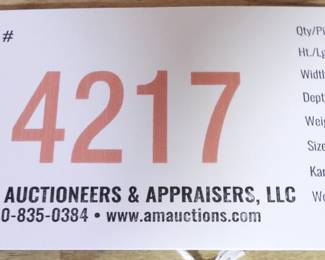 #
4217
AUCTIONEERS & APPRAISERS, LLC
0-835-0384 • www.amauctions.com
Qty/Pi
Ht./Lg
Width
Dept
Weig
Size
Kar
Wo